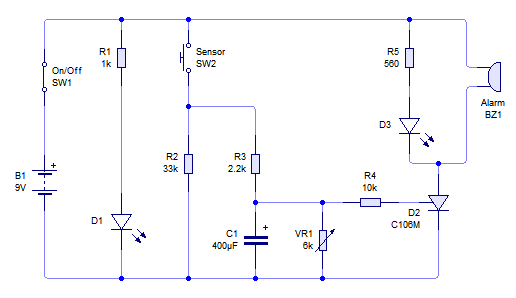 R1
1k
Sensor
SW2
R5
560
On/Off
SW1
Alarm
BZ1
D3
R2
33k
R3
2.2k
B1
9V
+
R4
10k
D1
C1
400µF
+
VR1
6k
D2
C106M